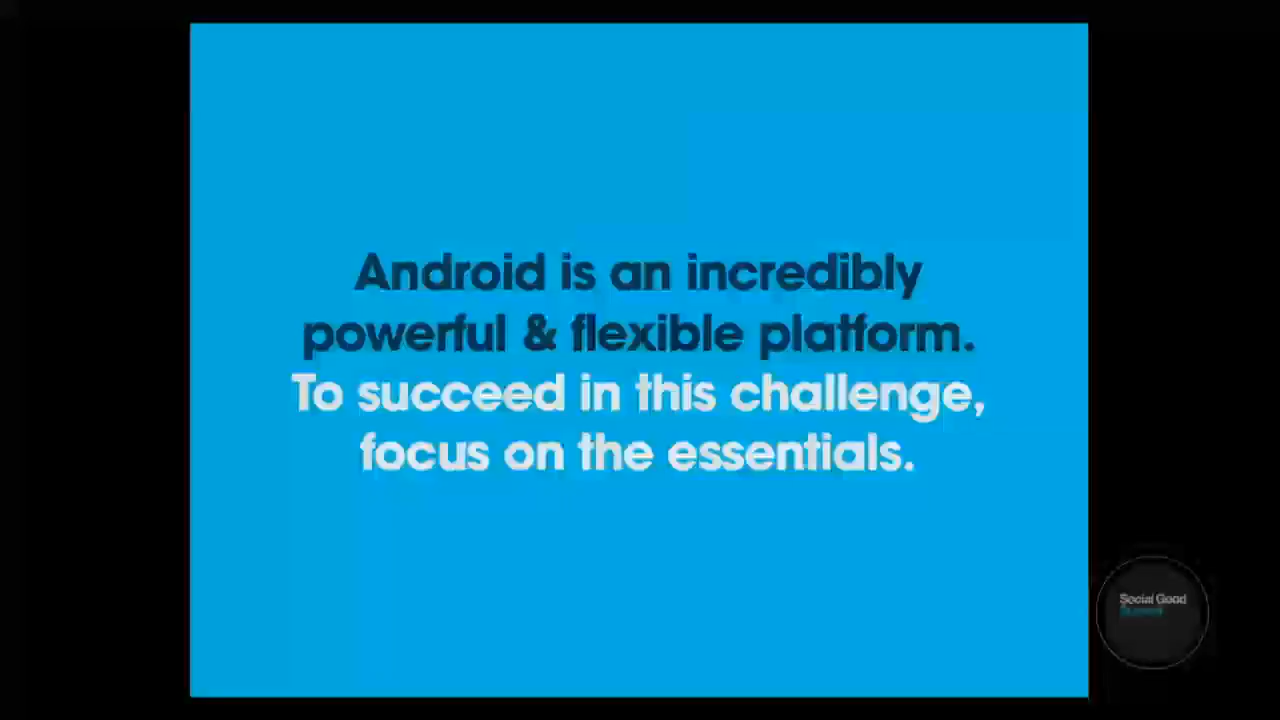 Android is an incredibly
powerful & flexible platform.
To succeed in this challenge,
focus on the essentials.
Social Good